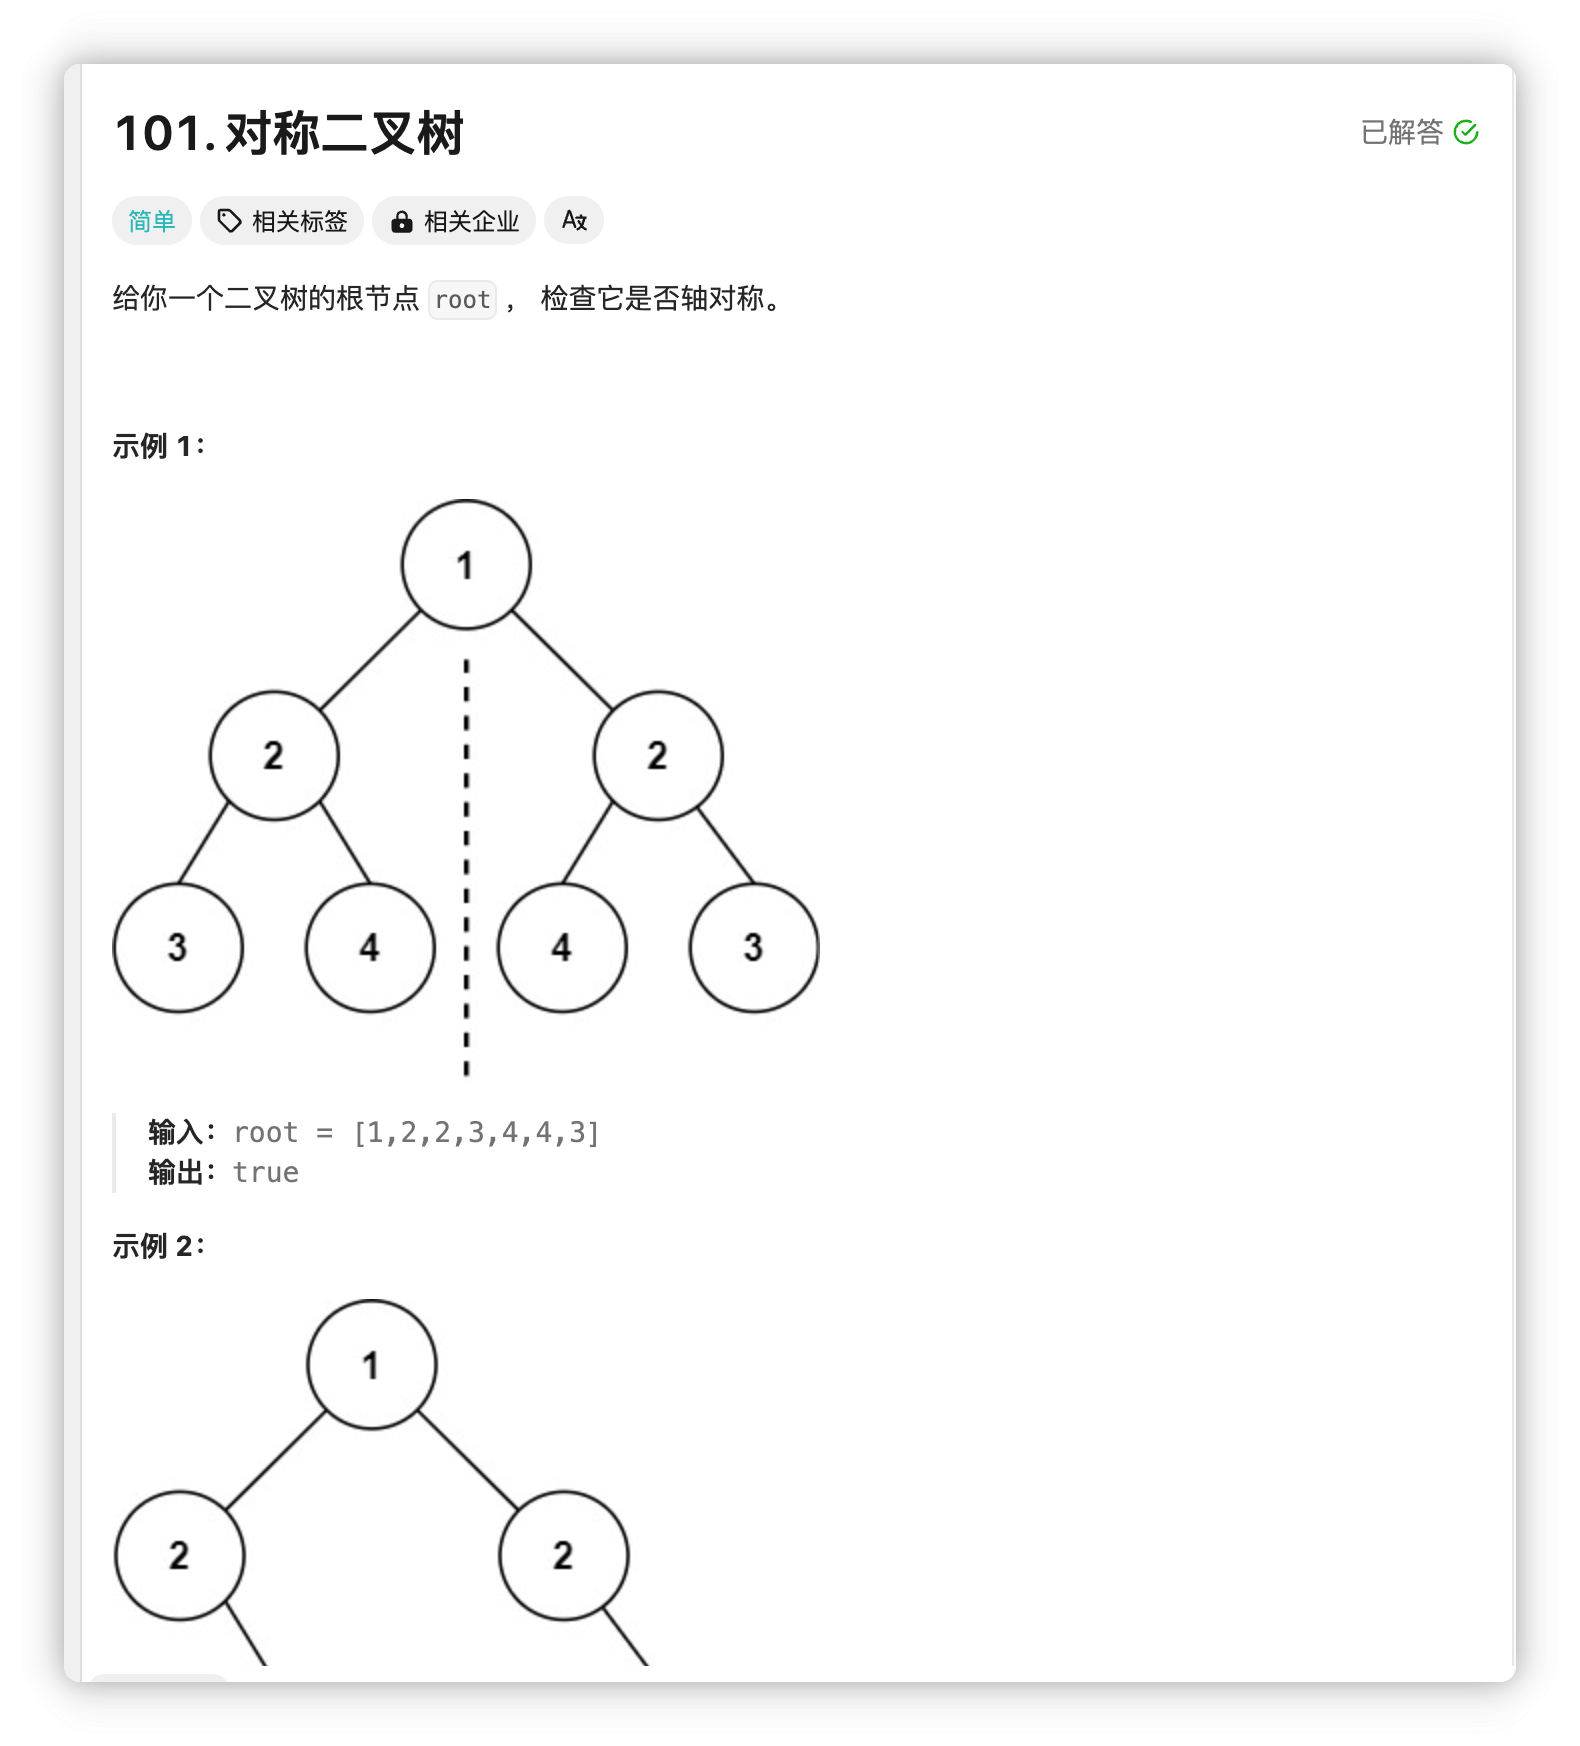 101. 对称二叉树
已解答
简单 相关标签 相关企业 A文
给你一个二叉树的根节点 root ， 检查它是否轴对称。
示例 1：
1
2 2
3 4 4 3
输入：root = [1,2,2,3,4,4,3]
输出：true
示例 2：
1
2 2